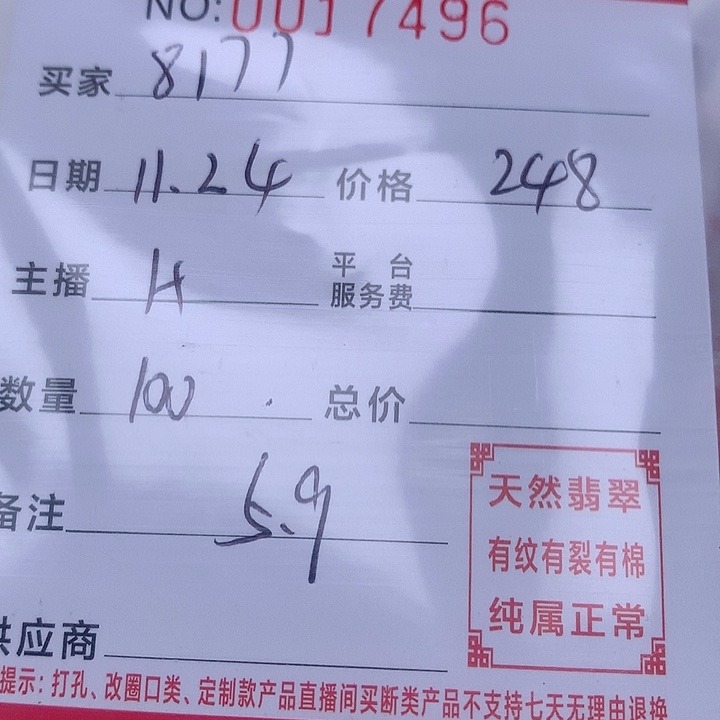 NO:0017496
买家 8177
日期 11.24 价格 248
主播 H 平台服务费
数量 100 总价
备注 5.9
供应商
天然翡翠
有纹有裂有棉
纯属正常
提示: 打孔、改圈口类、定制款产品直播间买断类产品不支持七天无理由退换